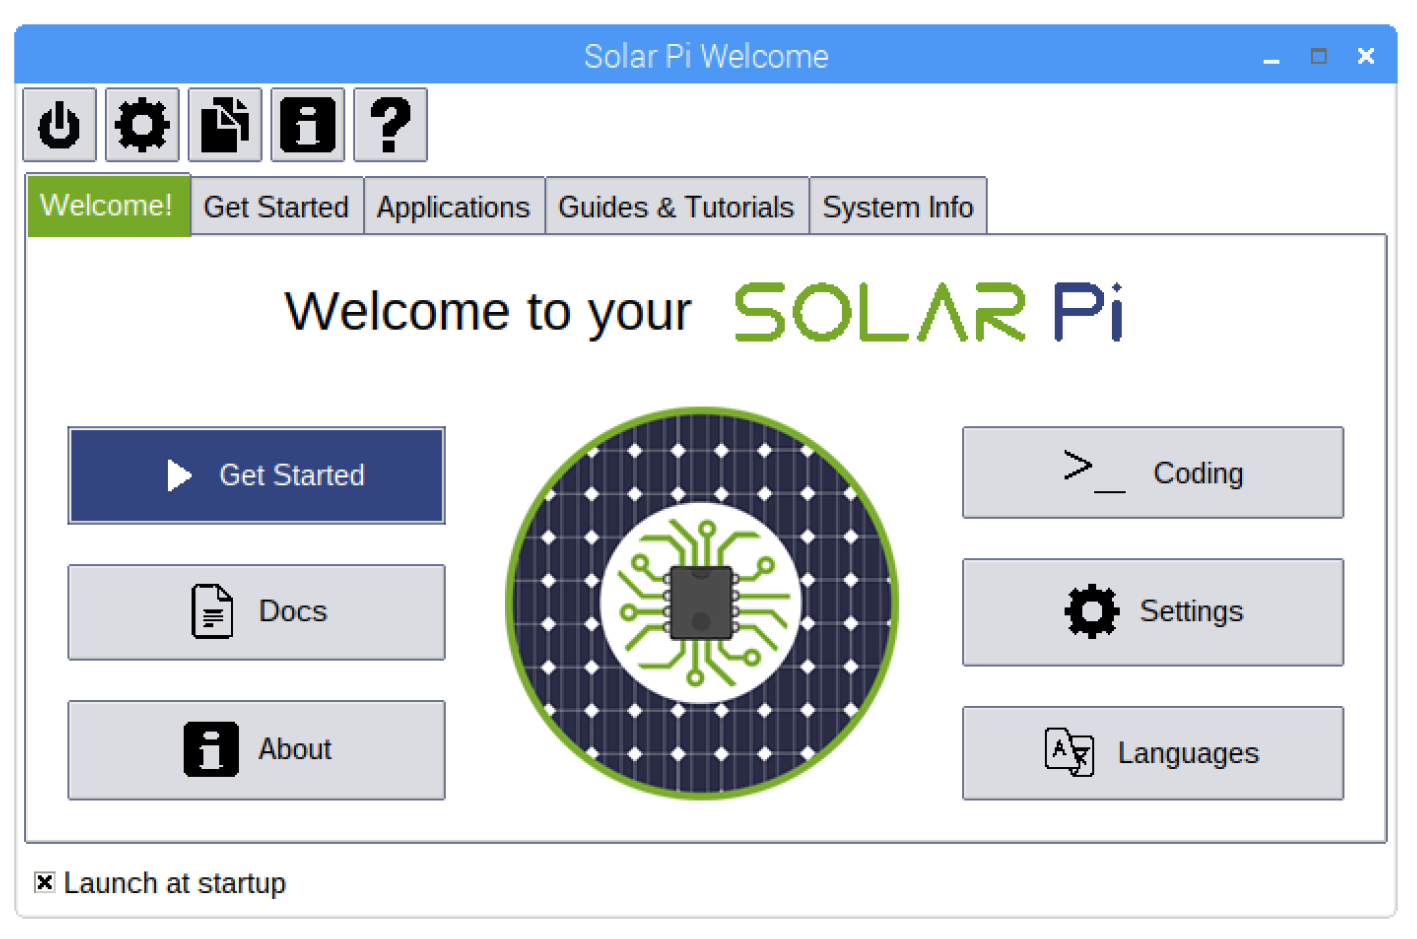 Solar Pi Welcome
Welcome!
Get Started
Applications
Guides & Tutorials
System Info
Welcome to your SOLAR Pi
Get Started
Docs
About
>_ Coding
Settings
Languages
Launch at startup